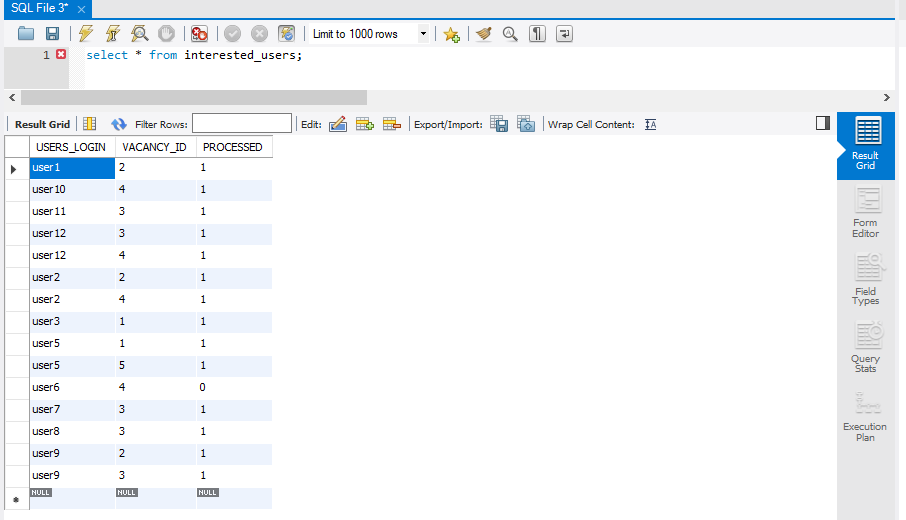 SQL File 3*
Limit to 1000 rows
1 select * from interested_users;
Result Grid Filter Rows: Edit: Export/Import: Wrap Cell Content:
USERS_LOGIN VACANCY_ID PROCESSED
user1 2 1
user10 4 1
user11 3 1
user12 3 1
user12 4 1
user2 2 1
user2 4 1
user3 1 1
user5 1 1
user5 5 1
user6 4 0
user7 3 1
user8 3 1
user9 2 1
user9 3 1
NULL NULL NULL
Result
Grid
Form
Editor
Field
Types
Query
Stats
Execution
Plan